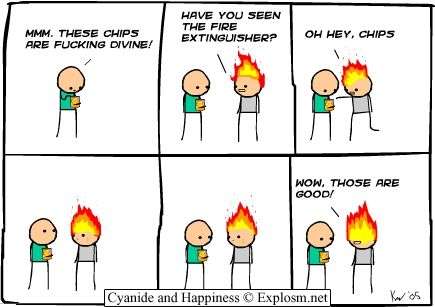 MMM. THESE CHIPS
ARE FUCKING DIVINE!
HAVE YOU SEEN
THE FIRE
EXTINGUISHER?
OH HEY, CHIPS
WOW, THOSE ARE
GOOD!
Cyanide and Happiness © Explosm.net